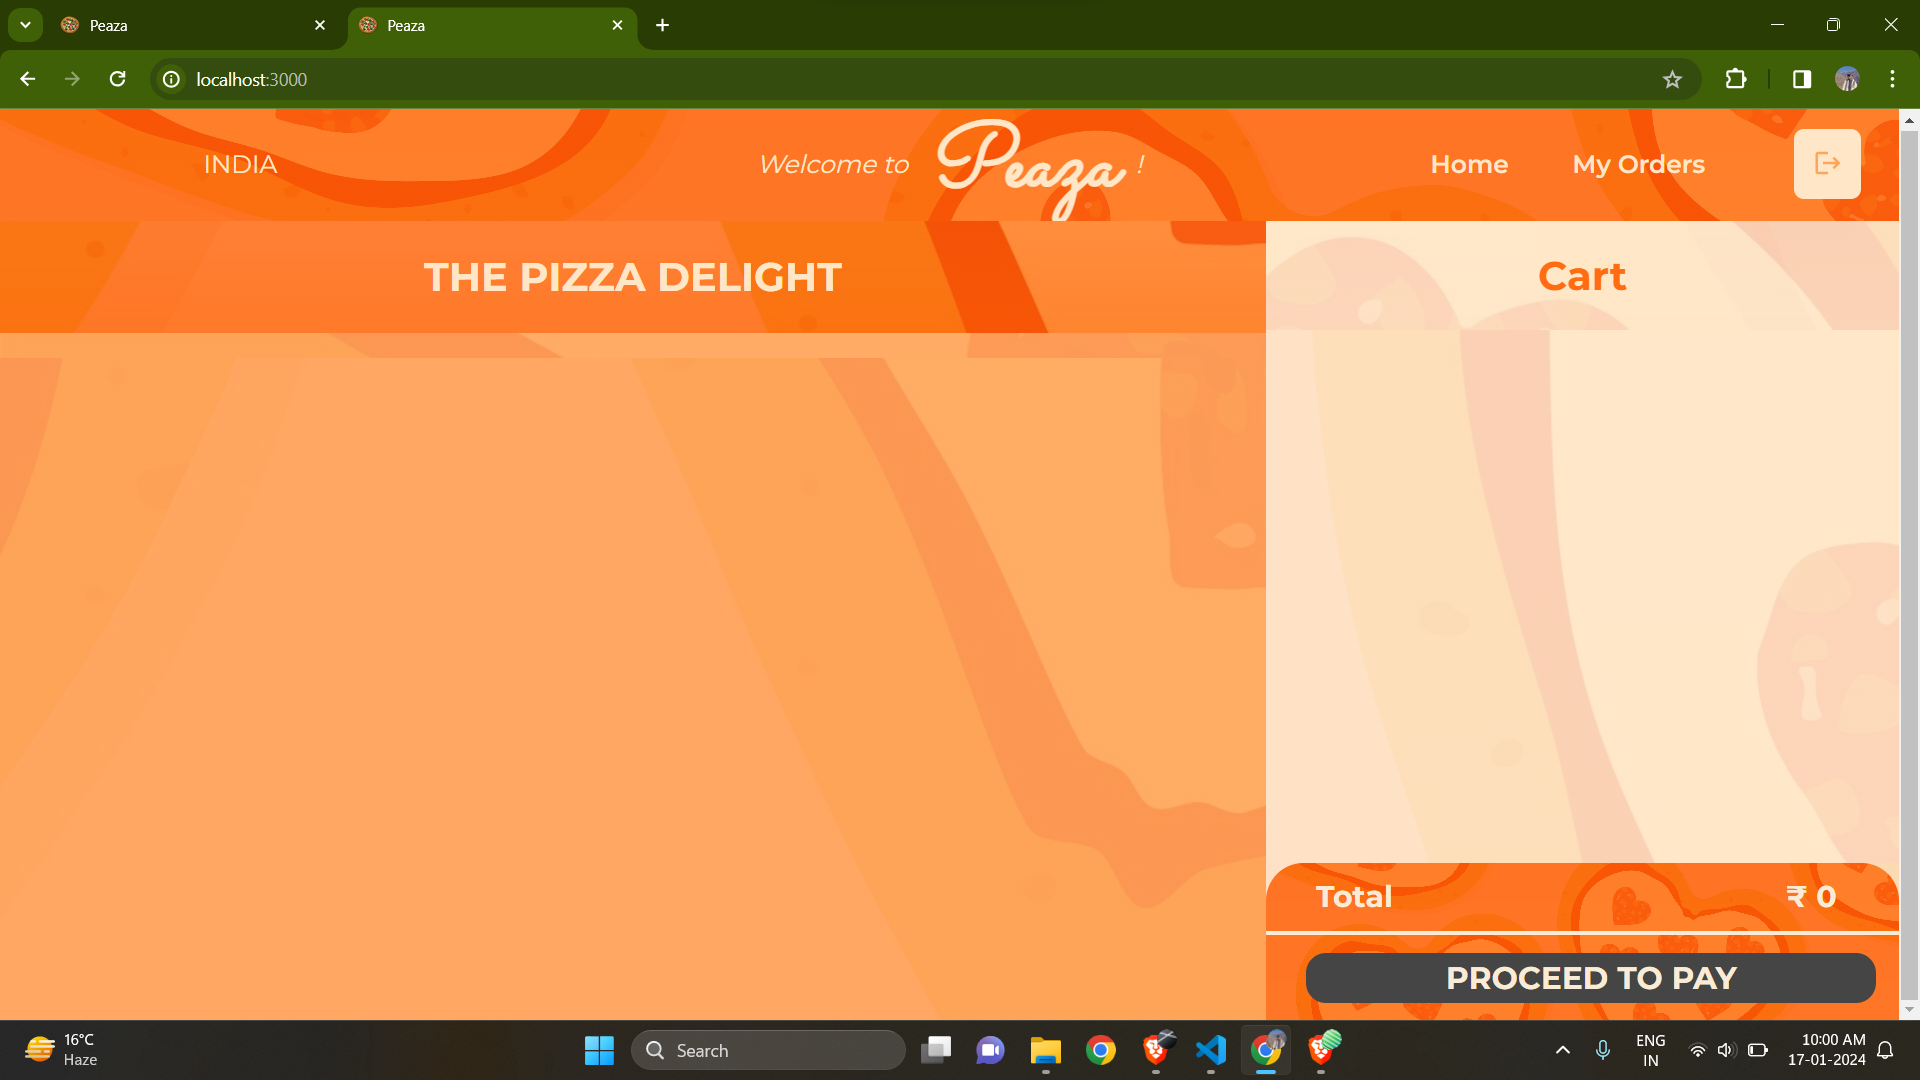 Peaza
Peaza
localhost:3000
INDIA
Welcome to Peaza !
Home
My Orders
THE PIZZA DELIGHT
Cart
Total
₹ 0
PROCEED TO PAY
16°C
Haze
Search
ENG
IN
10:00 AM
17-01-2024